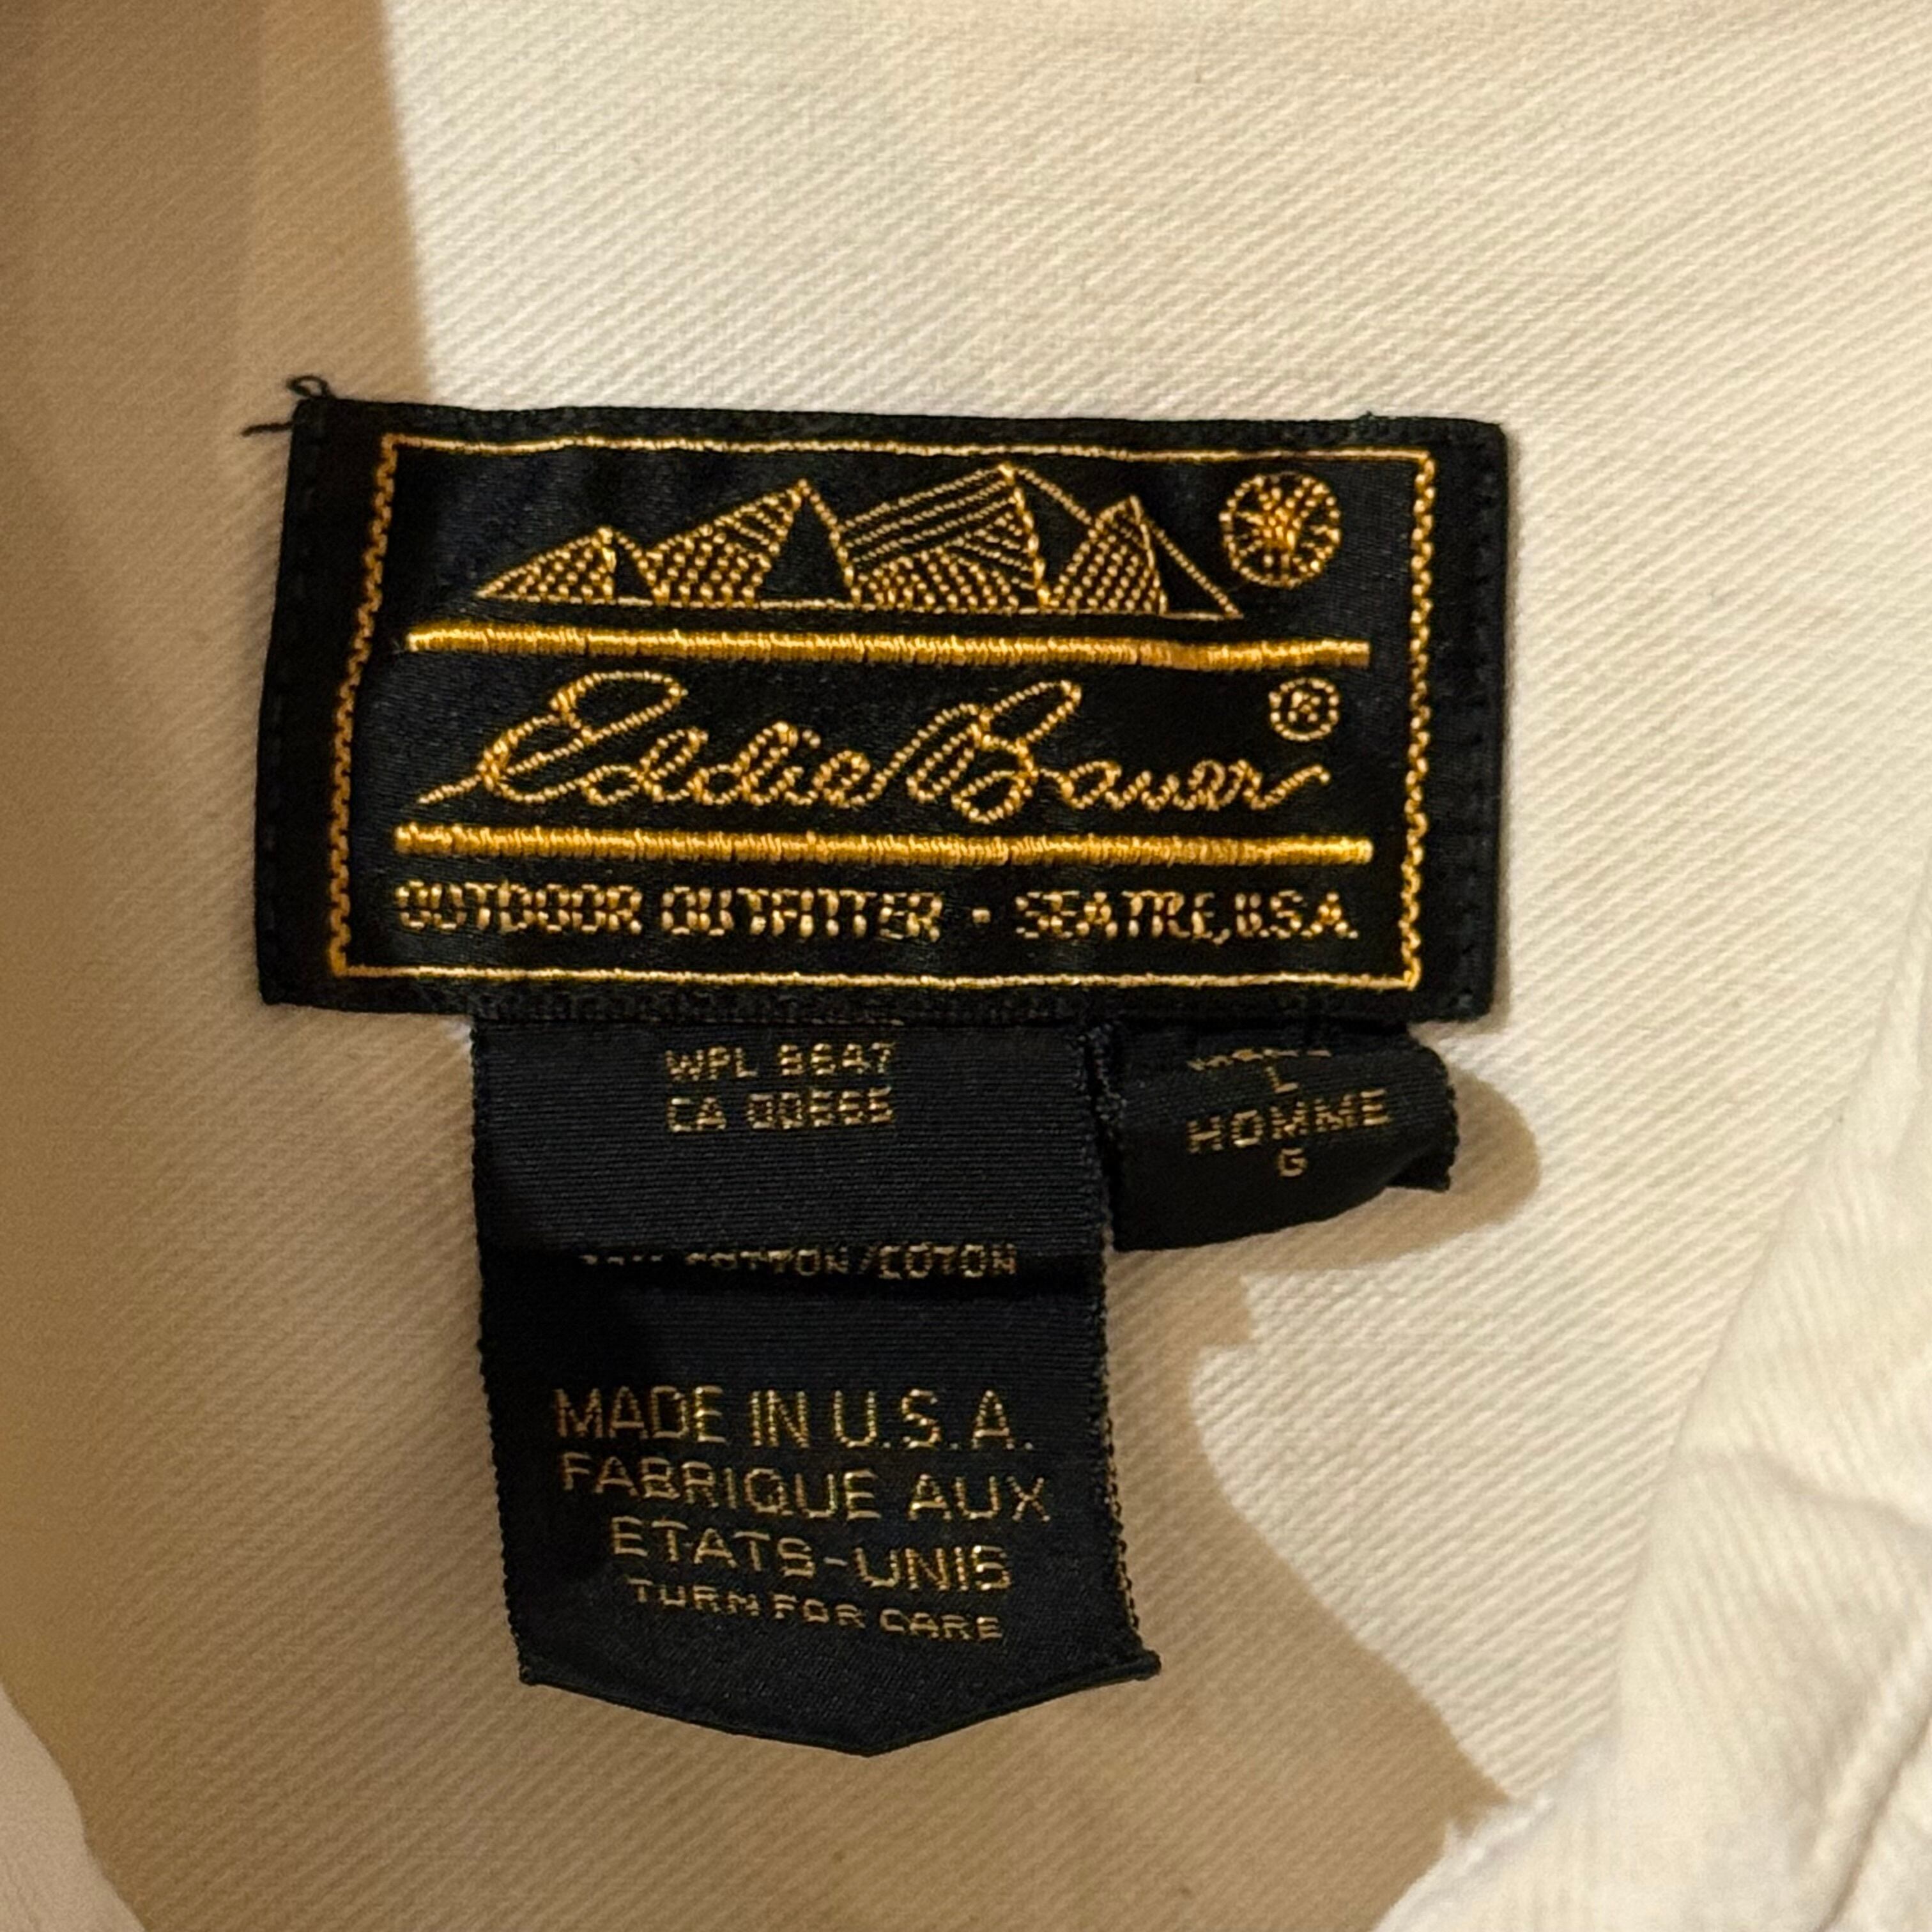 Eddie Bauer ®
OUTDOOR OUTFITTER · SEATTLE, U.S.A.
WPL 8647
CA 00565
L
HOMME
G
COTTON/COTON
MADE IN U.S.A.
FABRIQUE AUX
ETATS-UNIS
TURN FOR CARE